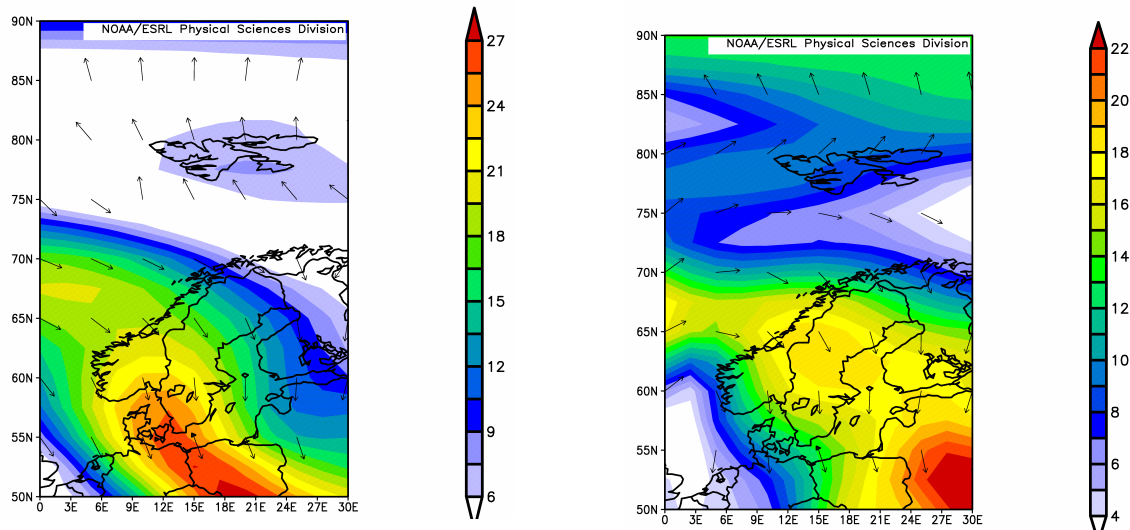 NOAA/ESRL Physical Sciences Division
90N
85N
80N
75N
70N
65N
60N
55N
50N
0 3E 6E 9E 12E 15E 18E 21E 24E 27E 30E
27
24
21
18
15
12
9
6
NOAA/ESRL Physical Sciences Division
90N
85N
80N
75N
70N
65N
60N
55N
50N
0 3E 6E 9E 12E 15E 18E 21E 24E 27E 30E
22
20
18
16
14
12
10
8
6
4